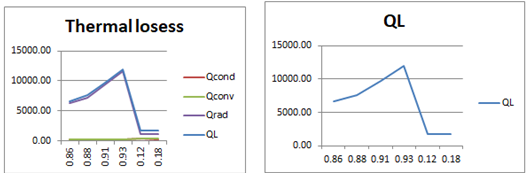 Thermal losess
15000.00
10000.00
5000.00
0.00
0.86
0.88
0.91
0.93
0.12
0.18
Qcond
Qconv
Qrad
QL
QL
15000.00
10000.00
5000.00
0.00
0.86 0.88 0.91 0.93 0.12 0.18
QL